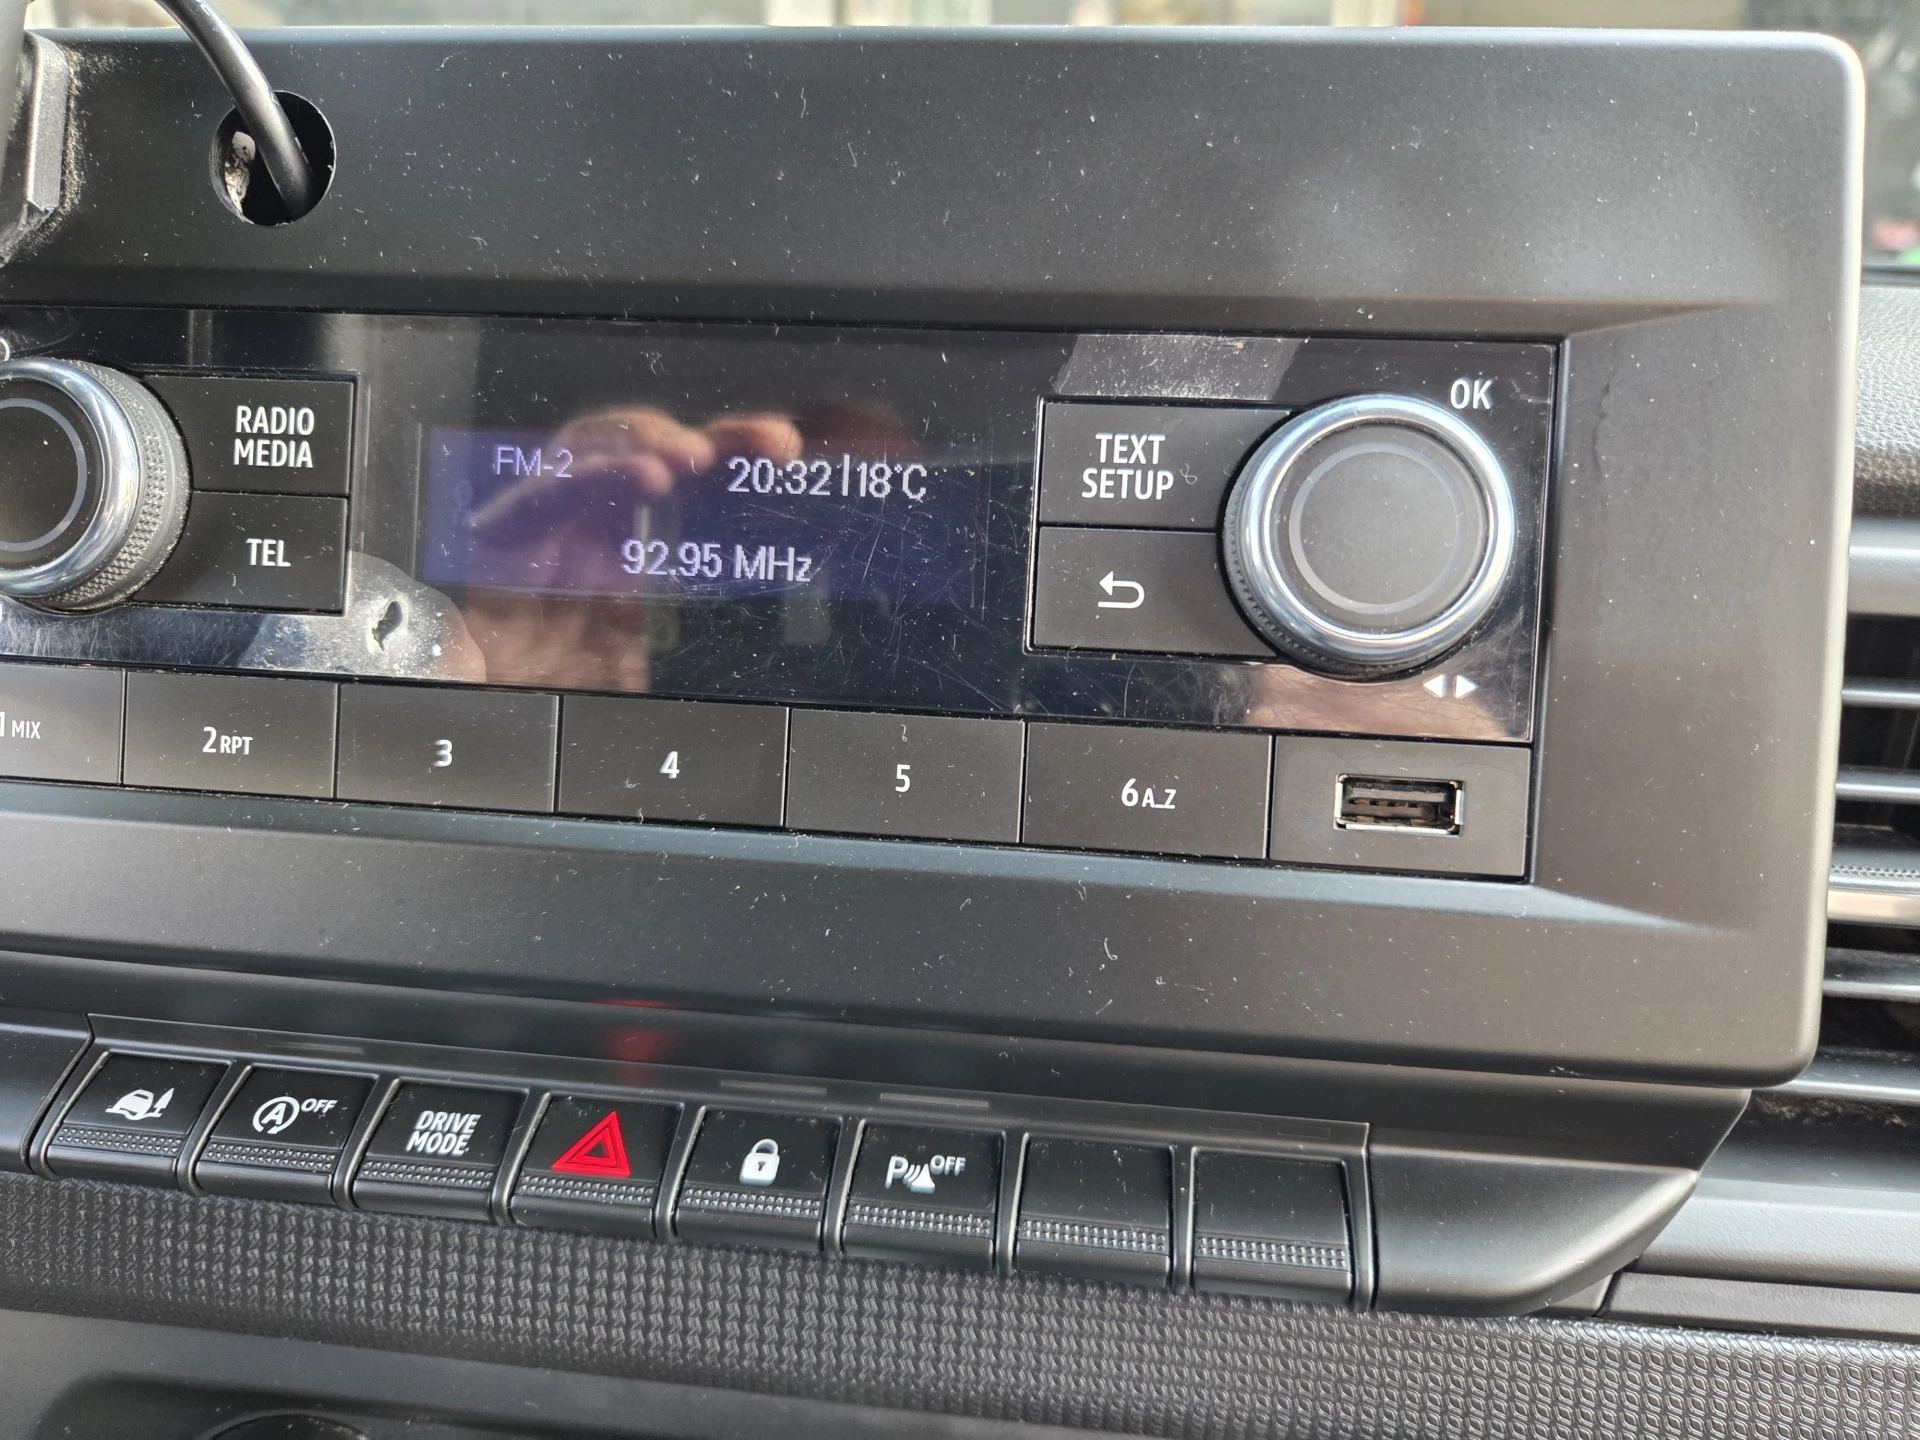 OK
RADIO
MEDIA
FM-2
20:32|18°C
TEXT
SETUP
TEL
92.95 MHz
1 MIX
2 RPT
3
4
5
6 A_Z
A OFF
DRIVE
MODE
P OFF